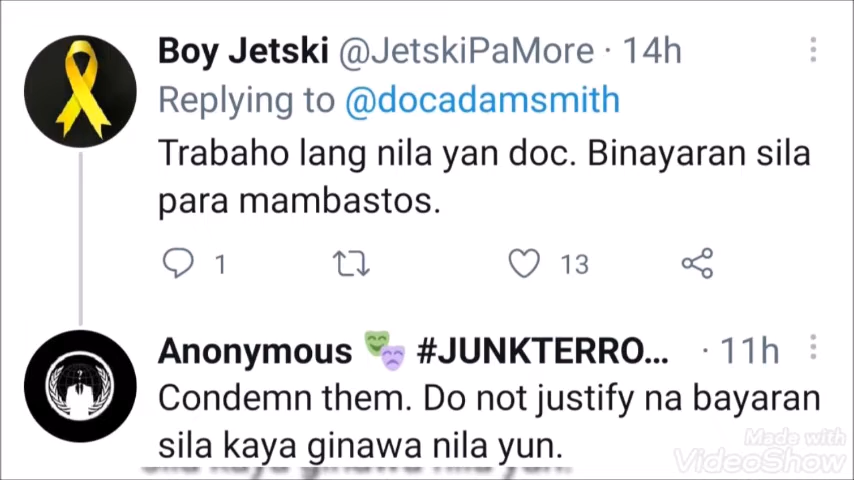 Boy Jetski @JetskiPaMore · 14h
Replying to @docadamsmith
Trabaho lang nila yan doc. Binayaran sila
para mambastos.
1 13
Anonymous 🎭 #JUNKTERRO... · 11h
Condemn them. Do not justify na bayaran
sila kaya ginawa nila yun.
Made with
VideoShow